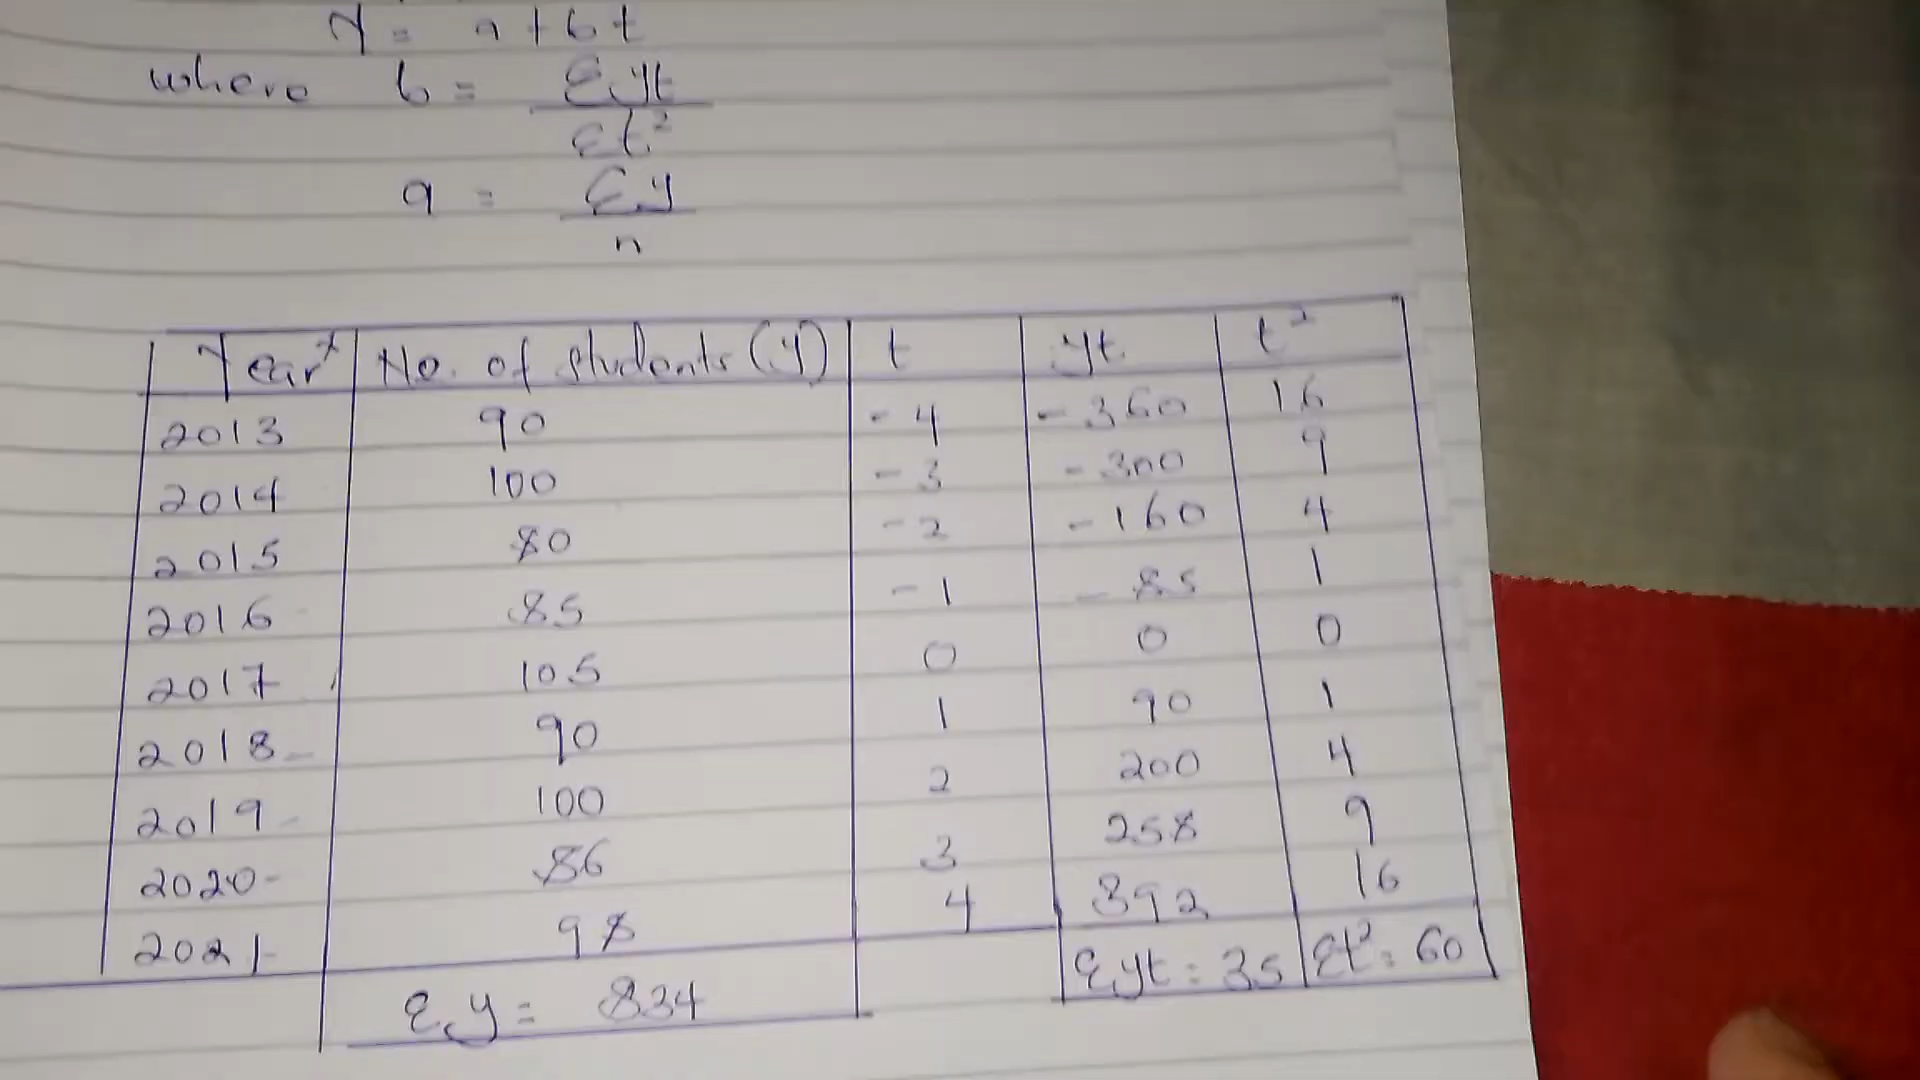 Y = a + bt
where b = Σyt
Σt²
a = Σy
n
Year No. of students (y) t yt t²
2013 90 -4 -360 16
2014 100 -3 -300 9
2015 80 -2 -160 4
2016 85 -1 -85 1
2017 105 0 0 0
2018 90 1 90 1
2019 100 2 200 4
2020 86 3 258 9
2021 98 4 392 16
Σy = 834 Σyt = 35 Σt² = 60